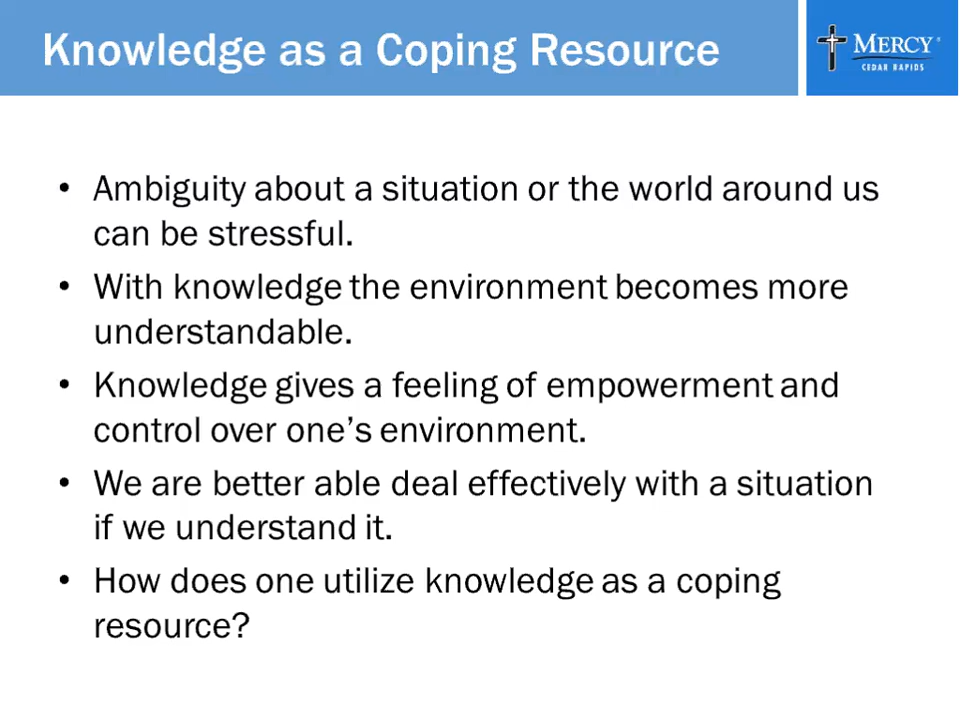 Knowledge as a Coping Resource
MERCY®
CEDAR RAPIDS
• Ambiguity about a situation or the world around us
can be stressful.
• With knowledge the environment becomes more
understandable.
• Knowledge gives a feeling of empowerment and
control over one's environment.
• We are better able deal effectively with a situation
if we understand it.
• How does one utilize knowledge as a coping
resource?